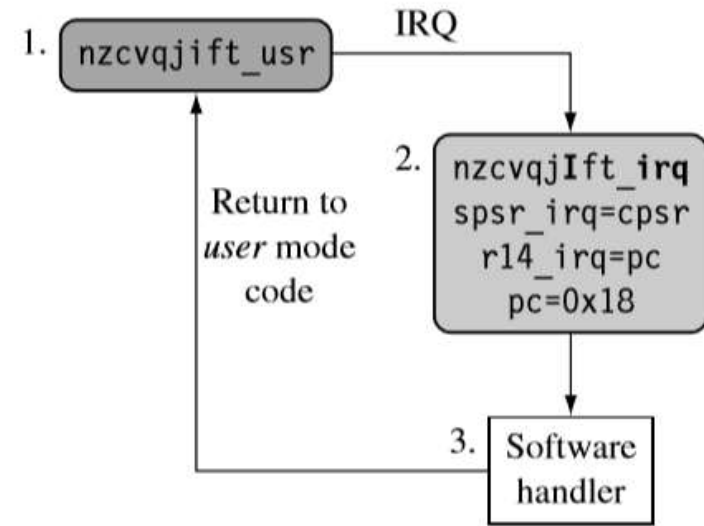 1. nzcvqjift_usr
IRQ
2. nzcvqjIft_irq
spsr_irq=cpsr
r14_irq=pc
pc=0x18
Return to
user mode
code
3. Software
handler